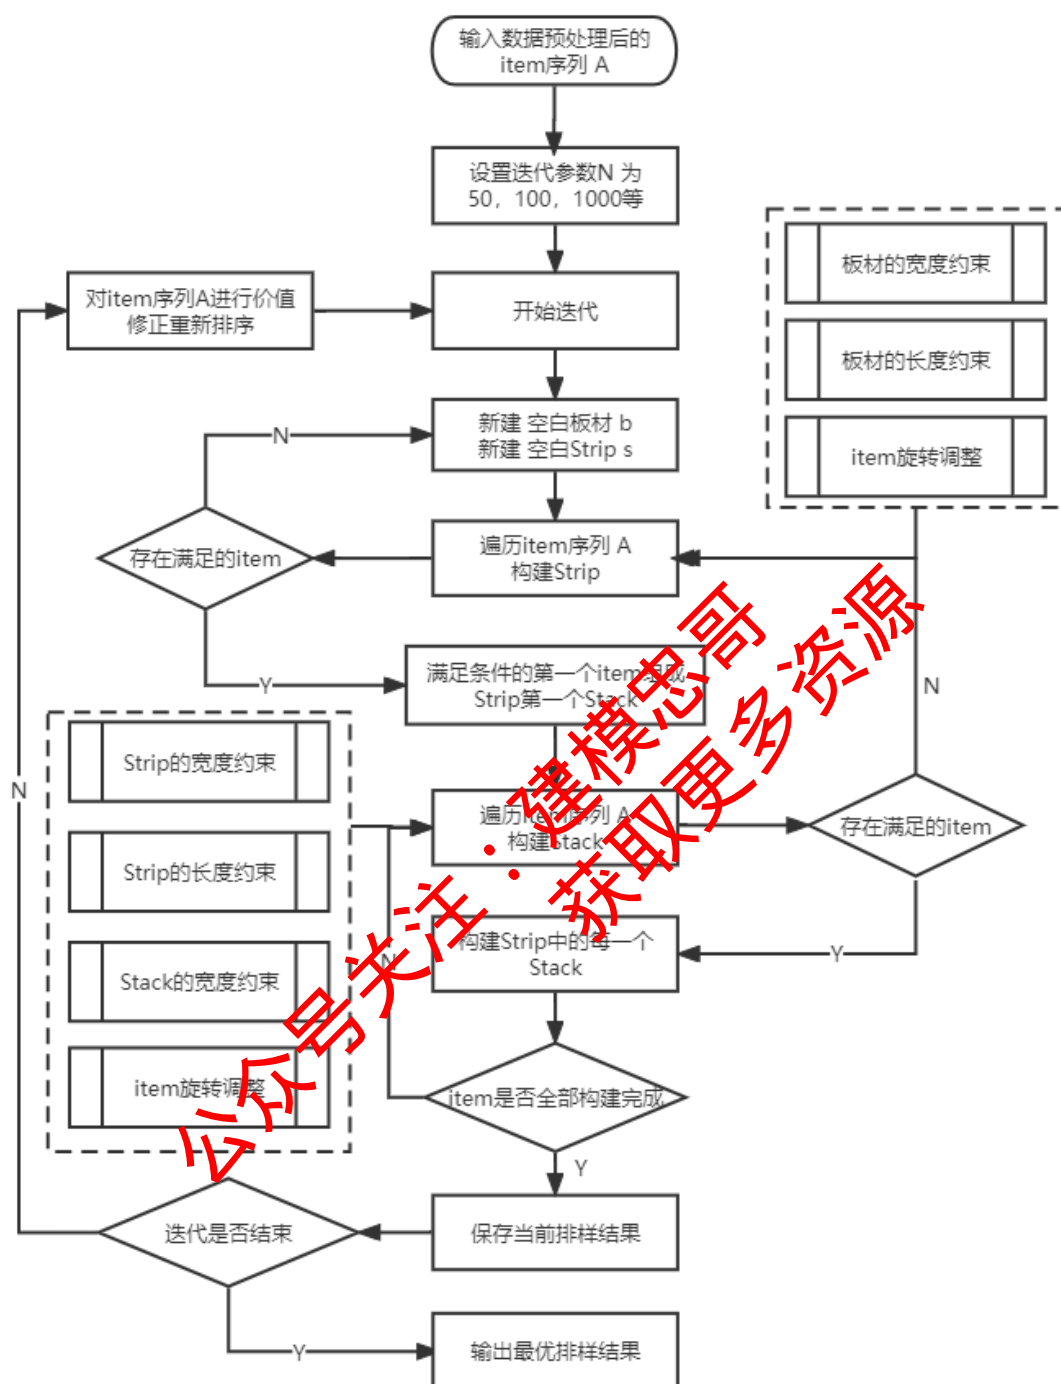 输入数据预处理后的
item序列 A
设置迭代参数N 为
50，100，1000等
对item序列A进行价值
修正重新排序
开始迭代
板材的宽度约束
板材的长度约束
item旋转调整
N
新建 空白板材 b
新建 空白Strip s
存在满足的item
遍历item序列 A
构建Strip
Y
满足条件的第一个item组成
Strip第一个Stack
N
Strip的宽度约束
Strip的长度约束
Stack的宽度约束
item旋转调整
N
遍历item序列 A
构建Stack
存在满足的item
N
构建Strip中的每一个
Stack
Y
item是否全部构建完成
Y
迭代是否结束
保存当前排样结果
Y
输出最优排样结果
公众号关注：建模忠哥
获取更多资源